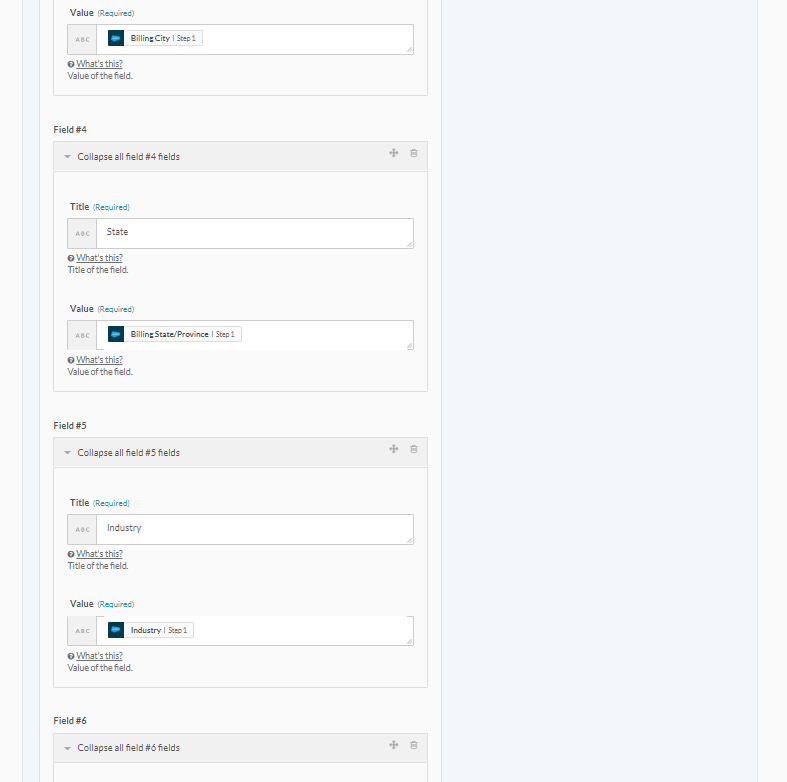 Value (Required)
ABC Billing City | Step 1
What's this?
Value of the field.
Field #4
Collapse all field #4 fields
Title (Required)
ABC State
What's this?
Title of the field.
Value (Required)
ABC Billing State/Province | Step 1
What's this?
Value of the field.
Field #5
Collapse all field #5 fields
Title (Required)
ABC Industry
What's this?
Title of the field.
Value (Required)
ABC Industry | Step 1
What's this?
Value of the field.
Field #6
Collapse all field #6 fields